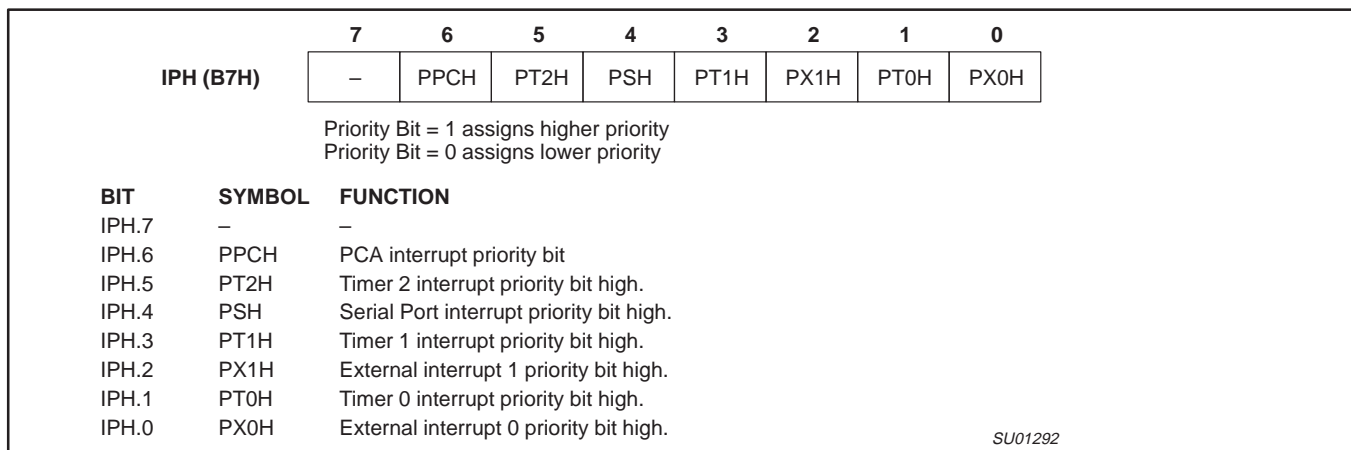 7 6 5 4 3 2 1 0
IPH (B7H) – PPCH PT2H PSH PT1H PX1H PT0H PX0H
Priority Bit = 1 assigns higher priority
Priority Bit = 0 assigns lower priority
BIT SYMBOL FUNCTION
IPH.7 – –
IPH.6 PPCH PCA interrupt priority bit
IPH.5 PT2H Timer 2 interrupt priority bit high.
IPH.4 PSH Serial Port interrupt priority bit high.
IPH.3 PT1H Timer 1 interrupt priority bit high.
IPH.2 PX1H External interrupt 1 priority bit high.
IPH.1 PT0H Timer 0 interrupt priority bit high.
IPH.0 PX0H External interrupt 0 priority bit high.
SU01292